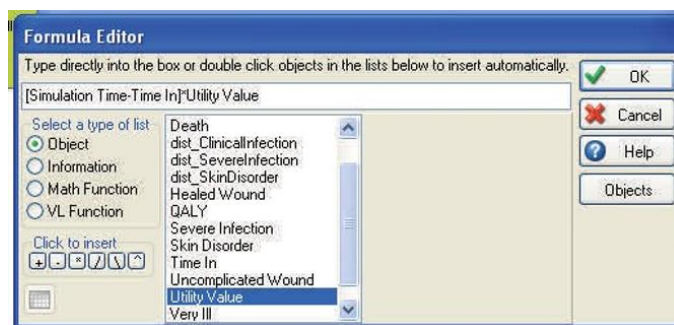 Formula Editor
Type directly into the box or double click objects in the lists below to insert automatically.
[Simulation Time-Time In]*Utility Value
Select a type of list
Object
Information
Math Function
VL Function
Click to insert
+ - * / \ ^
Death
dist_ClinicalInfection
dist_SevereInfection
dist_SkinDisorder
Healed Wound
QALY
Severe Infection
Skin Disorder
Time In
Uncomplicated Wound
Utility Value
Very Ill
OK
Cancel
Help
Objects